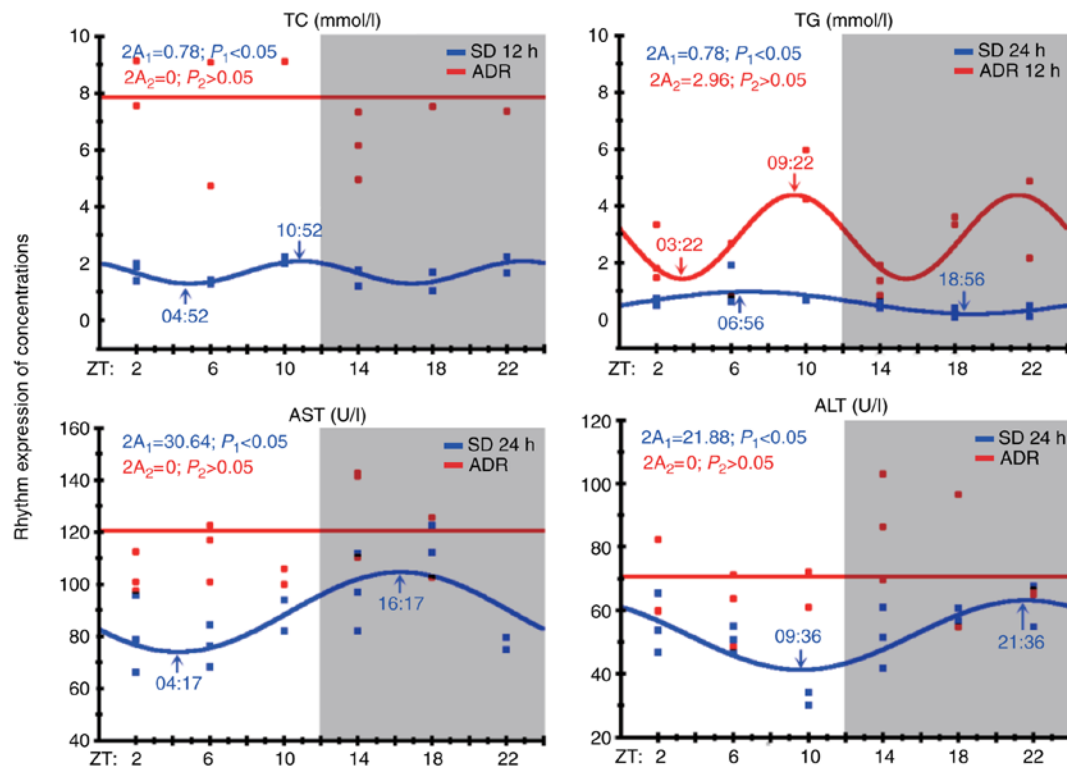 Rhythm expression of concentrations
TC (mmol/l)
2A₁=0.78; P₁<0.05
2A₂=0; P₂>0.05
SD 12 h
ADR
10
8
6
4
2
0
10:52
04:52
ZT: 2 6 10 14 18 22
TG (mmol/l)
2A₁=0.78; P₁<0.05
2A₂=2.96; P₂>0.05
SD 24 h
ADR 12 h
10
8
6
4
2
0
09:22
03:22
18:56
06:56
ZT: 2 6 10 14 18 22
AST (U/l)
2A₁=30.64; P₁<0.05
2A₂=0; P₂>0.05
SD 24 h
ADR
160
140
120
100
80
60
40
16:17
04:17
ZT: 2 6 10 14 18 22
ALT (U/l)
2A₁=21.88; P₁<0.05
2A₂=0; P₂>0.05
SD 24 h
ADR
120
100
80
60
40
20
09:36
21:36
ZT: 2 6 10 14 18 22